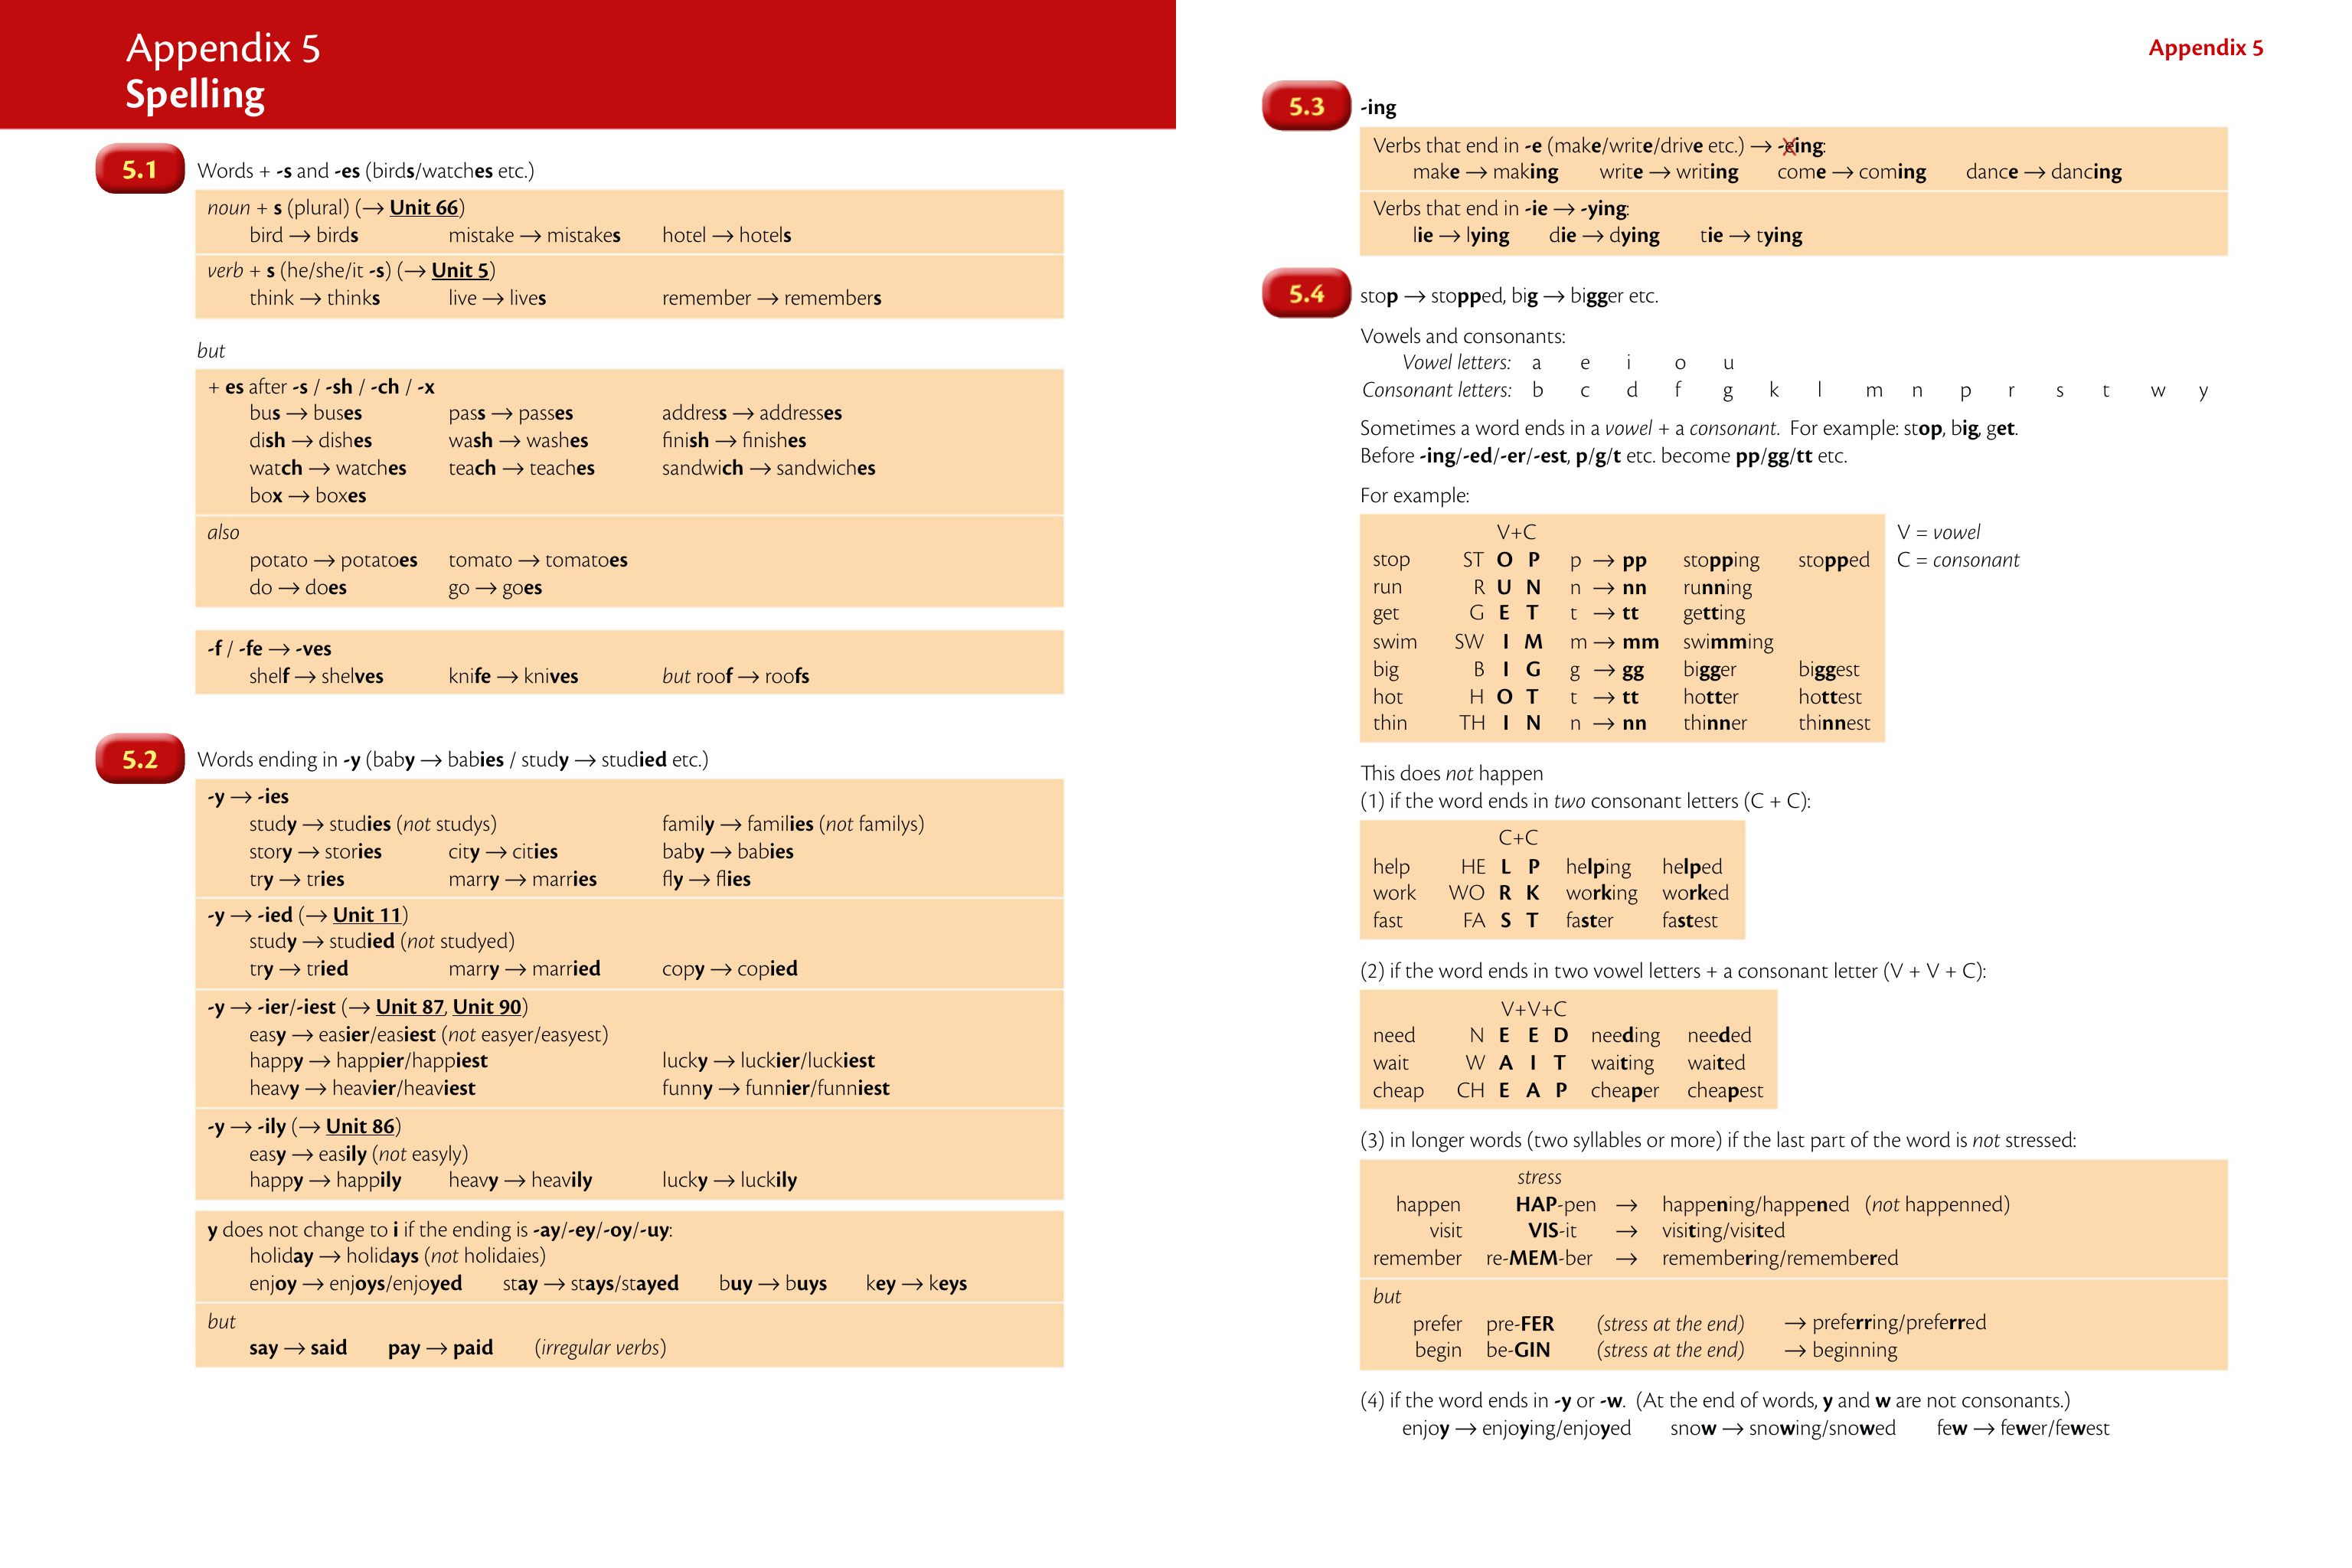 Appendix 5
Spelling
5.1 Words + -s and -es (birds/watches etc.)
noun + s (plural) (→ Unit 66)
bird → birds mistake → mistakes hotel → hotels
verb + s (he/she/it -s) (→ Unit 5)
think → thinks live → lives remember → remembers
but
+ es after -s / -sh / -ch / -x
bus → buses pass → passes address → addresses
dish → dishes wash → washes finish → finishes
watch → watches teach → teaches sandwich → sandwiches
box → boxes
also
potato → potatoes tomato → tomatoes
do → does go → goes
-f / -fe → -ves
shelf → shelves knife → knives but roof → roofs
5.2 Words ending in -y (baby → babies / study → studied etc.)
-y → -ies
study → studies (not studys) family → families (not familys)
story → stories city → cities baby → babies
try → tries marry → marries fly → flies
-y → -ied (→ Unit 11)
study → studied (not studyed)
try → tried marry → married copy → copied
-y → -ier/-iest (→ Unit 87, Unit 90)
easy → easier/easiest (not easyer/easyest)
happy → happier/happiest lucky → luckier/luckiest
heavy → heavier/heaviest funny → funnier/funniest
-y → -ily (→ Unit 86)
easy → easily (not easyly)
happy → happily heavy → heavily lucky → luckily
y does not change to i if the ending is -ay/-ey/-oy/-uy:
holiday → holidays (not holidaies)
enjoy → enjoys/enjoyed stay → stays/stayed buy → buys key → keys
but
say → said pay → paid (irregular verbs)
Appendix 5
5.3 -ing
Verbs that end in -e (make/write/drive etc.) → -eing:
make → making write → writing come → coming dance → dancing
Verbs that end in -ie → -ying:
lie → lying die → dying tie → tying
5.4 stop → stopped, big → bigger etc.
Vowels and consonants:
Vowel letters: a e i o u
Consonant letters: b c d f g k l m n p r s t w y
Sometimes a word ends in a vowel + a consonant. For example: stop, big, get.
Before -ing/-ed/-er/-est, p/g/t etc. become pp/gg/tt etc.
For example:
V+C V = vowel
stop ST O P p → pp stopping stopped C = consonant
run R U N n → nn running
get G E T t → tt getting
swim SW I M m → mm swimming
big B I G g → gg bigger biggest
hot H O T t → tt hotter hottest
thin TH I N n → nn thinner thinnest
This does not happen
(1) if the word ends in two consonant letters (C + C):
C+C
help HE L P helping helped
work WO R K working worked
fast FA S T faster fastest
(2) if the word ends in two vowel letters + a consonant letter (V + V + C):
V+V+C
need N E E D needing needed
wait W A I T waiting waited
cheap CH E A P cheaper cheapest
(3) in longer words (two syllables or more) if the last part of the word is not stressed:
stress
happen HAP-pen → happening/happened (not happenned)
visit VIS-it → visiting/visited
remember re-MEM-ber → remembering/remembered
but
prefer pre-FER (stress at the end) → preferring/preferred
begin be-GIN (stress at the end) → beginning
(4) if the word ends in -y or -w. (At the end of words, y and w are not consonants.)
enjoy → enjoying/enjoyed snow → snowing/snowed few → fewer/fewest